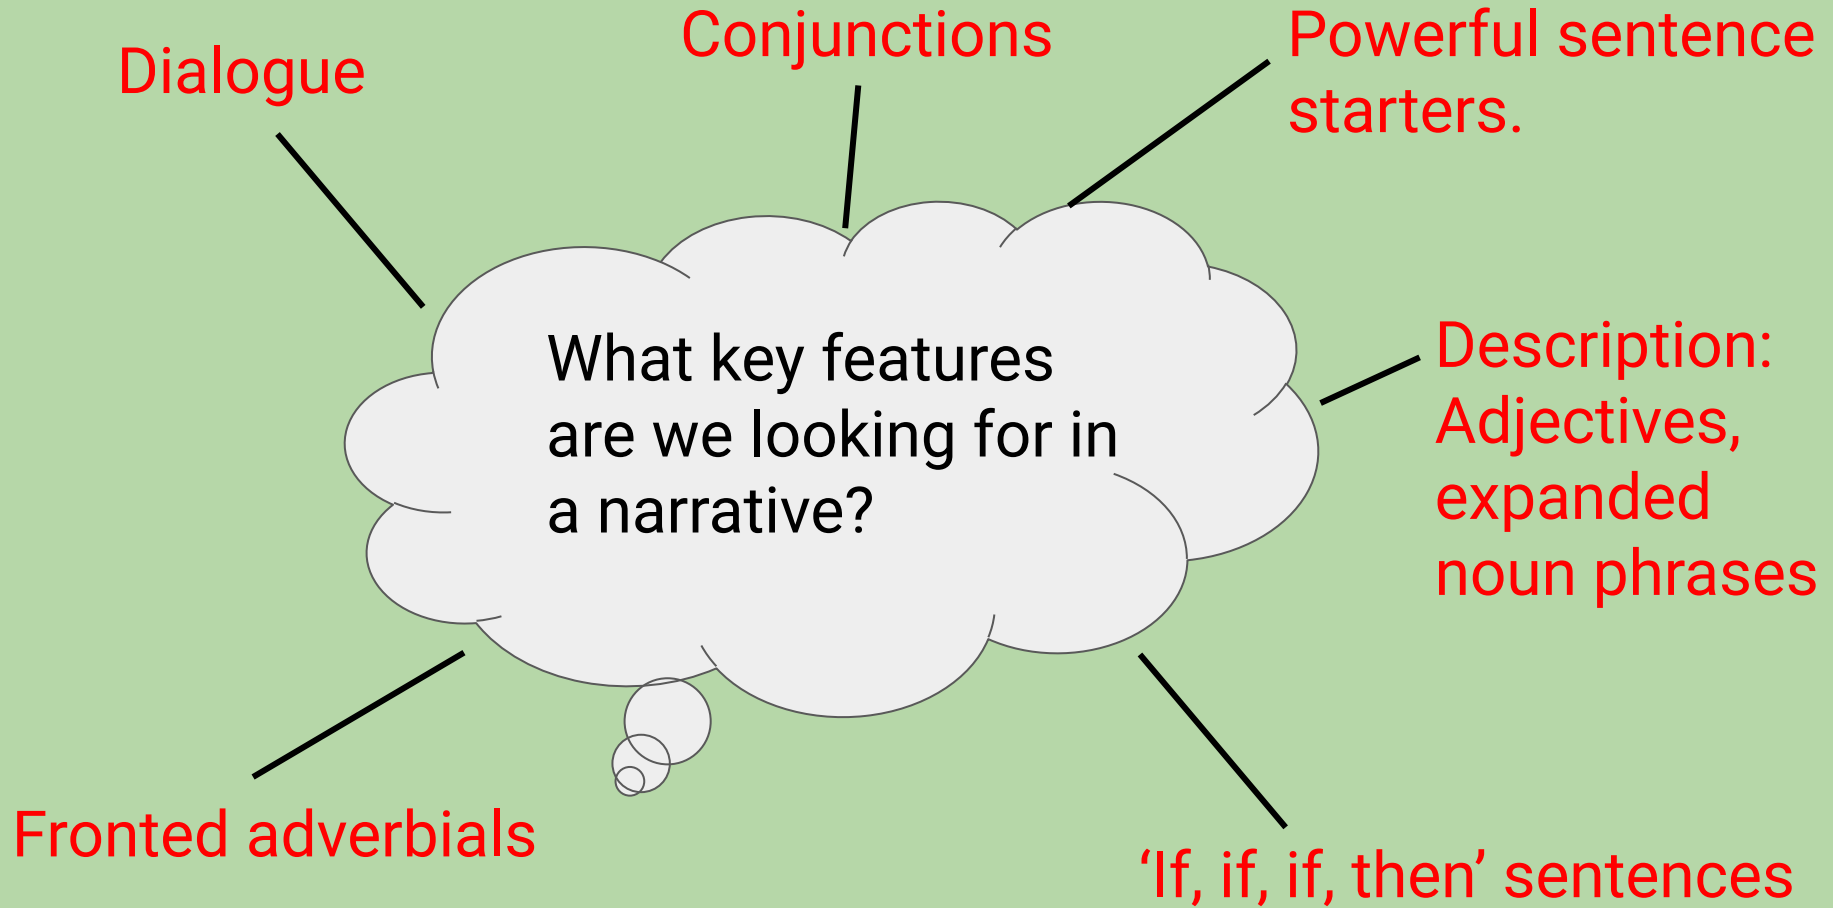 Dialogue
Conjunctions
Powerful sentence
starters.
What key features
are we looking for in
a narrative?
Description:
Adjectives,
expanded
noun phrases
Fronted adverbials
‘If, if, if, then’ sentences